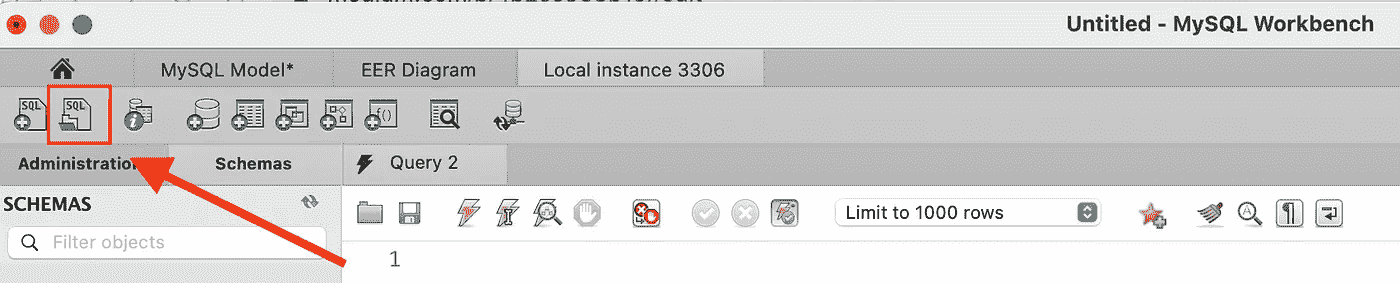 Untitled - MySQL Workbench
MySQL Model* EER Diagram Local instance 3306
SQL SQL
Administration Schemas Query 2
SCHEMAS
Limit to 1000 rows
Filter objects
1